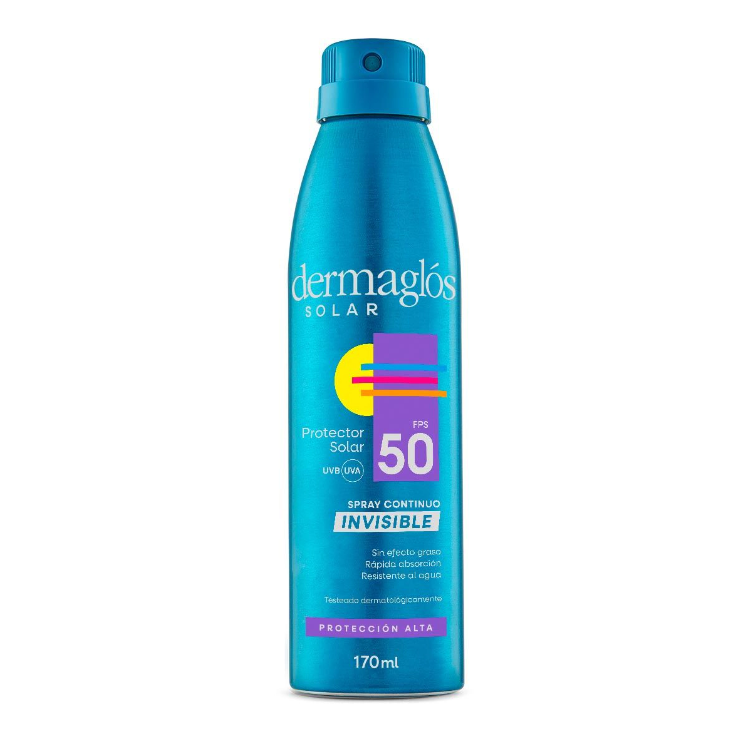 dermaglós
SOLAR
FPS
50
Protector
Solar
UVB UVA
SPRAY CONTINUO
INVISIBLE
Sin efecto graso
Rápida absorción
Resistente al agua
Testeado dermatológicamente
PROTECCIÓN ALTA
170ml